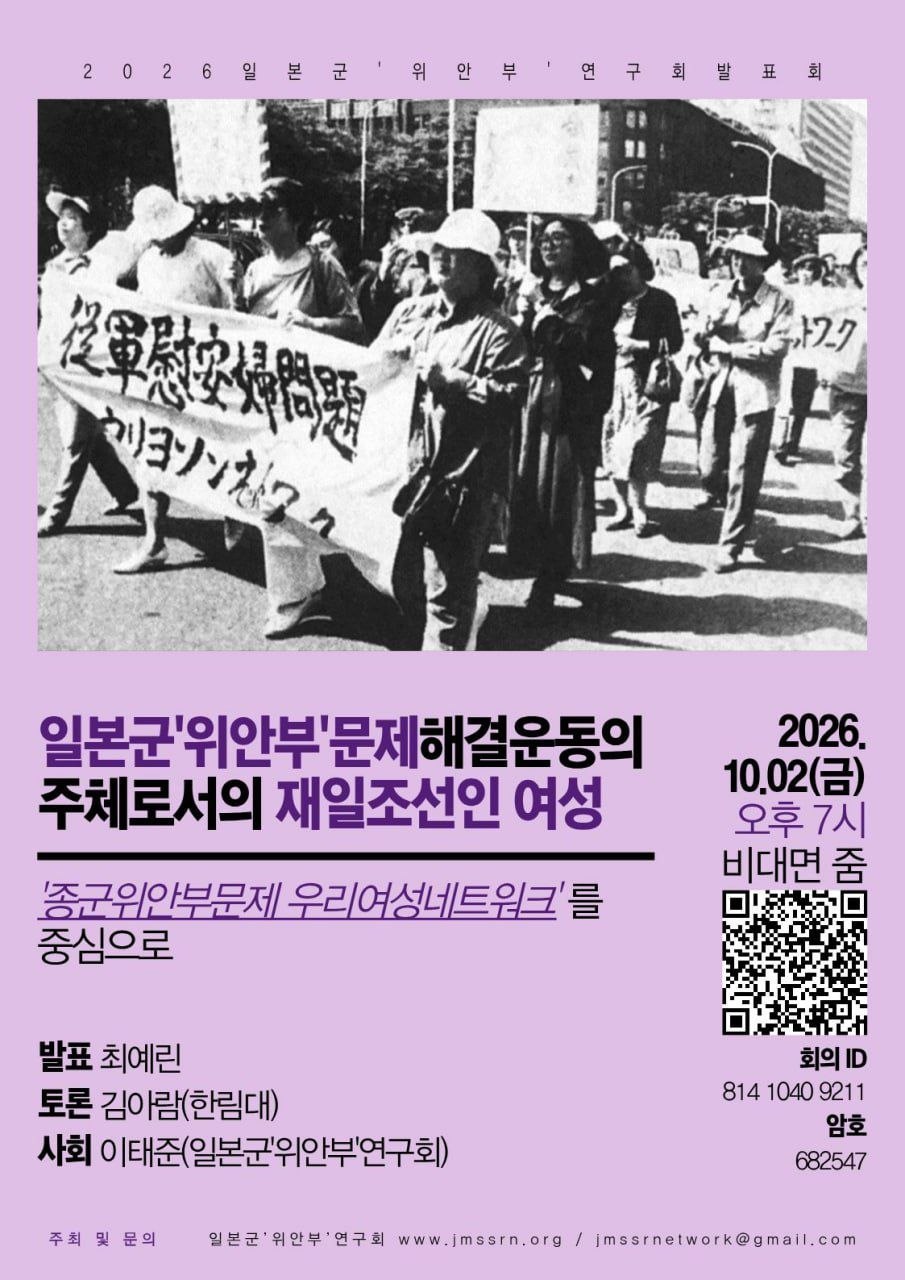 2026일본군'위안부'연구회발표회
從軍慰安婦問題
ウリヨソンネットワーク
トワーク
일본군'위안부'문제해결운동의
주체로서의 재일조선인 여성
'종군위안부문제 우리여성네트워크'를
중심으로
발표 최예린
토론 김아람(한림대)
사회 이태준(일본군'위안부'연구회)
2026.
10.02(금)
오후 7시
비대면 줌
회의 ID
814 1040 9211
암호
682547
주최 및 문의 일본군'위안부'연구회 www.jmssrn.org / jmssrnetwork@gmail.com